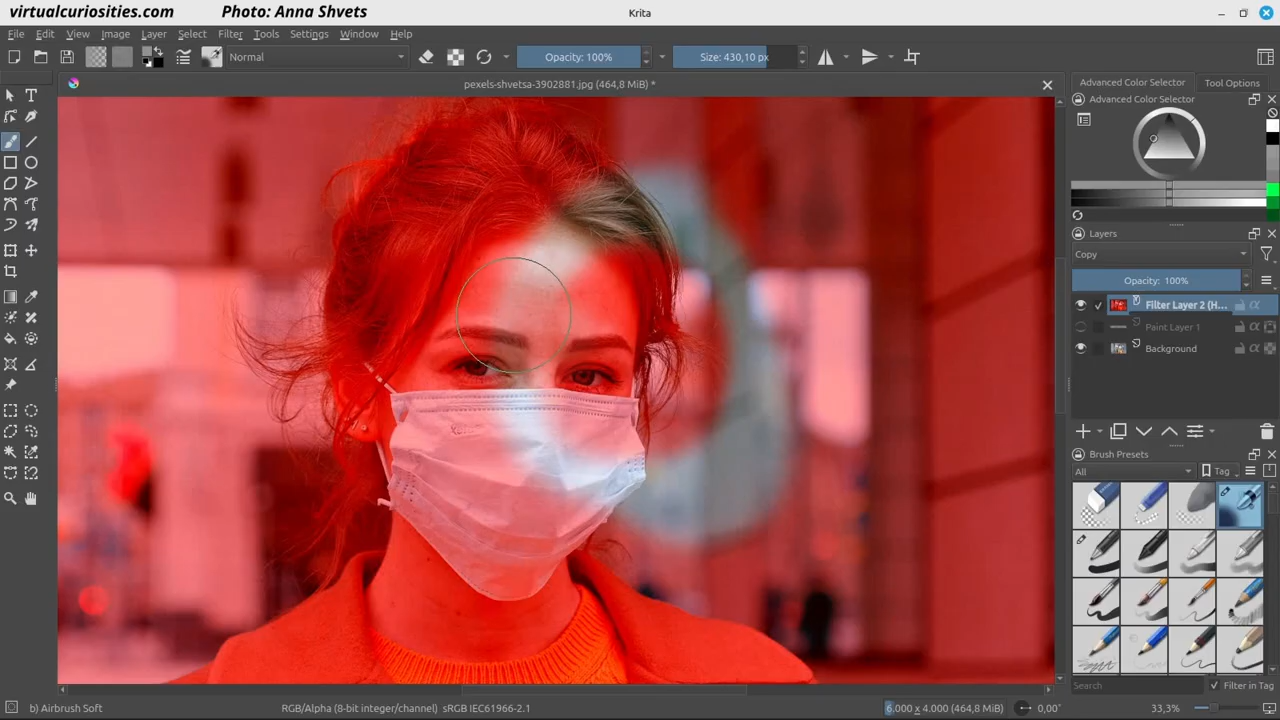 virtualcuriosities.com Photo: Anna Shvets
Krita
File Edit View Image Layer Select Filter Tools Settings Window Help
Normal
Opacity: 100%
Size: 430,10 px
pexels-shvetsa-3902881.jpg (464,8 MiB) *
Advanced Color Selector
Tool Options
Advanced Color Selector
Layers
Copy
Opacity: 100%
Filter Layer 2 (H...
Paint Layer 1
Background
Brush Presets
All
Tag
Search
Filter in Tag
b) Airbrush Soft
RGB/Alpha (8-bit integer/channel) sRGB IEC61966-2.1
6.000 x 4.000 (464,8 MiB)
0,00°
33,3%